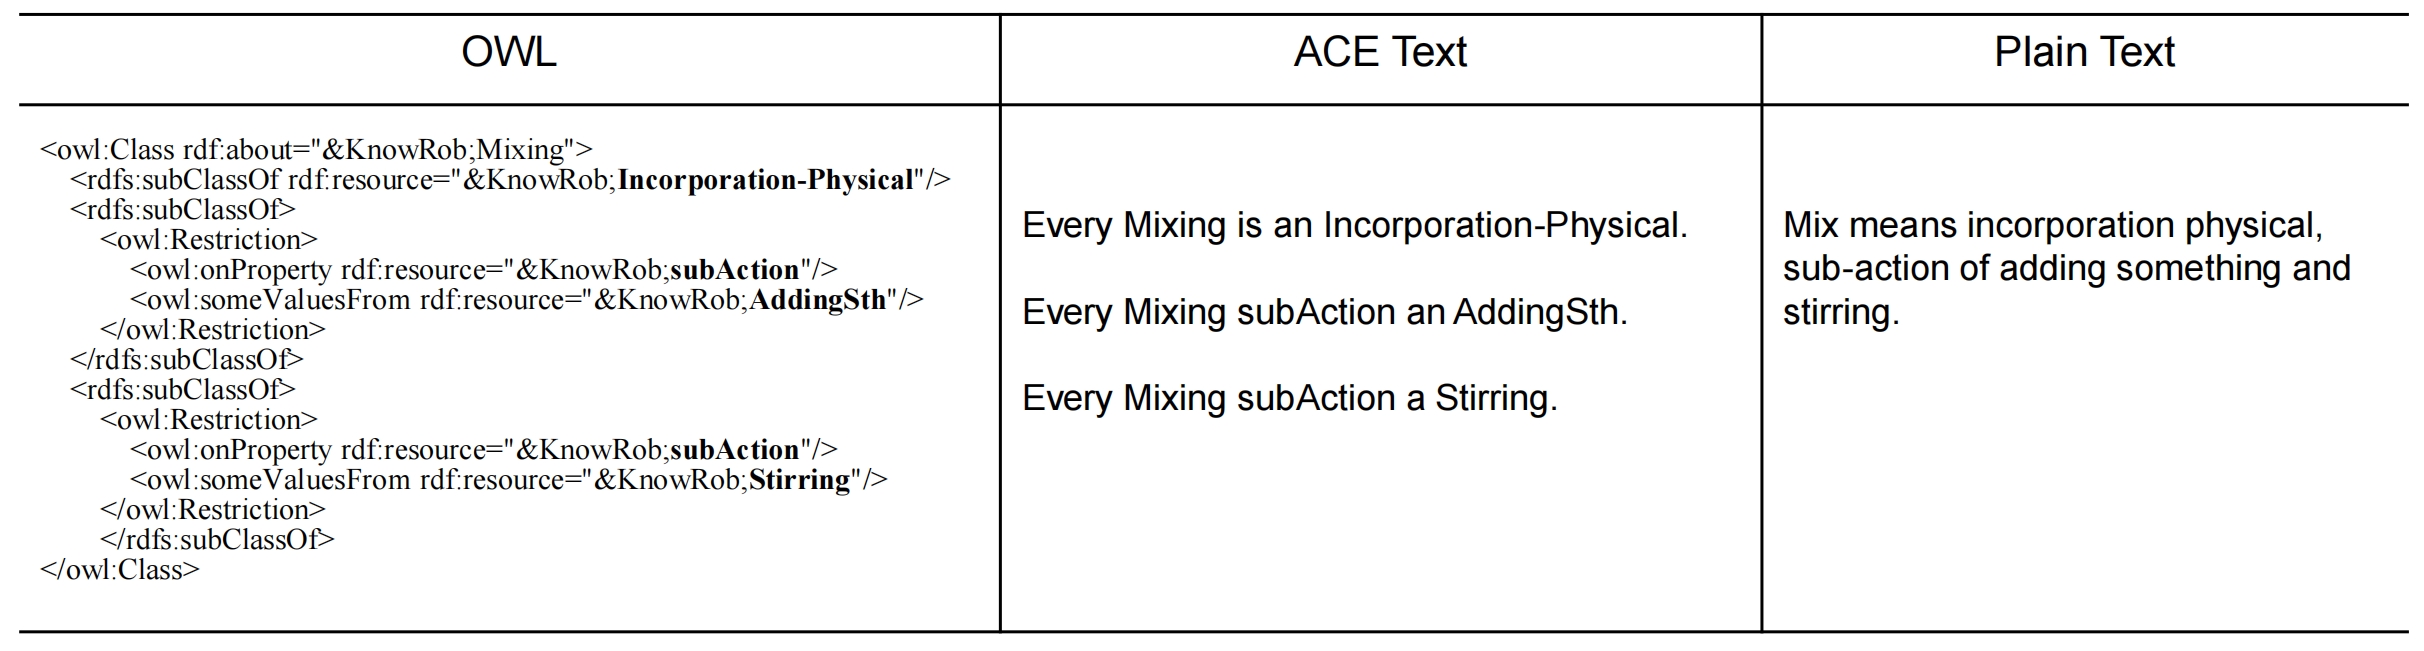 OWL
ACE Text
Plain Text
<owl:Class rdf:about="&KnowRob;Mixing">
<rdfs:subClassOf rdf:resource="&KnowRob;Incorporation-Physical"/>
<rdfs:subClassOf>
<owl:Restriction>
<owl:onProperty rdf:resource="&KnowRob;subAction"/>
<owl:someValuesFrom rdf:resource="&KnowRob;AddingSth"/>
</owl:Restriction>
</rdfs:subClassOf>
<rdfs:subClassOf>
<owl:Restriction>
<owl:onProperty rdf:resource="&KnowRob;subAction"/>
<owl:someValuesFrom rdf:resource="&KnowRob;Stirring"/>
</owl:Restriction>
</rdfs:subClassOf>
</owl:Class>
Every Mixing is an Incorporation-Physical.
Every Mixing subAction an AddingSth.
Every Mixing subAction a Stirring.
Mix means incorporation physical,
sub-action of adding something and
stirring.